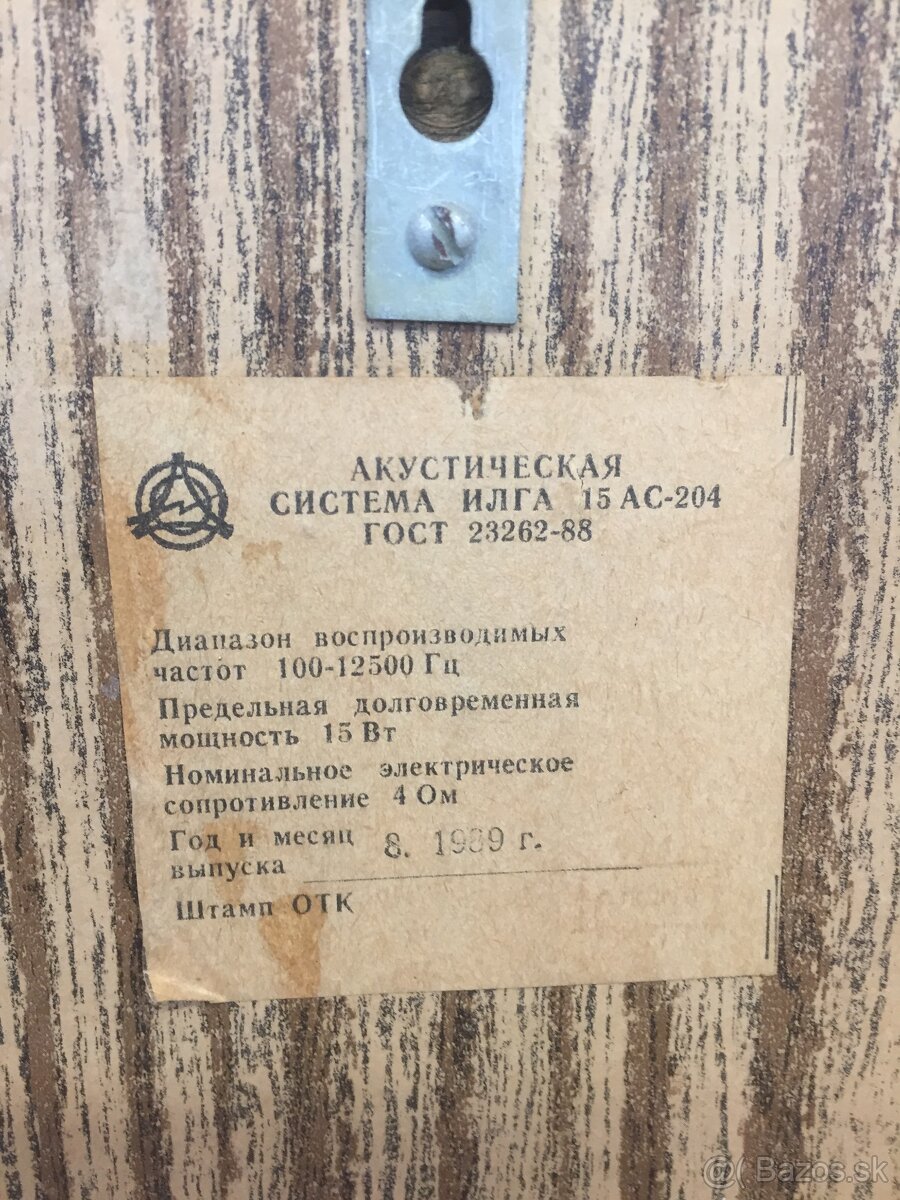 АКУСТИЧЕСКАЯ
СИСТЕМА ИЛГА 15 АС-204
ГОСТ 23262-88
Диапазон воспроизводимых
частот 100-12500 Гц
Предельная долговременная
мощность 15 Вт
Номинальное электрическое
сопротивление 4 Ом
Год и месяц 8. 1989 г.
выпуска
Штамп ОТК
@( Bazos.sk